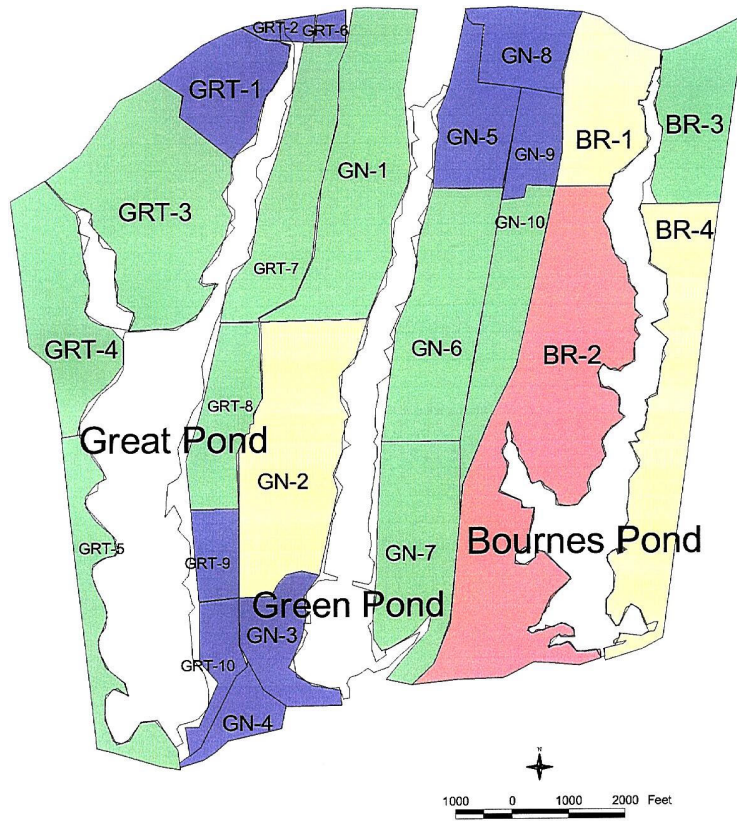 GRT-2
GRT-6
GN-8
GRT-1
GN-5
GN-9
BR-1
BR-3
GN-1
GRT-3
GN-10
BR-4
GRT-7
GN-6
GRT-4
BR-2
GRT-8
Great Pond
GN-2
GRT-5
GN-7
Bournes Pond
GRT-9
Green Pond
GN-3
GRT-10
GN-4
N
1000 0 1000 2000 Feet